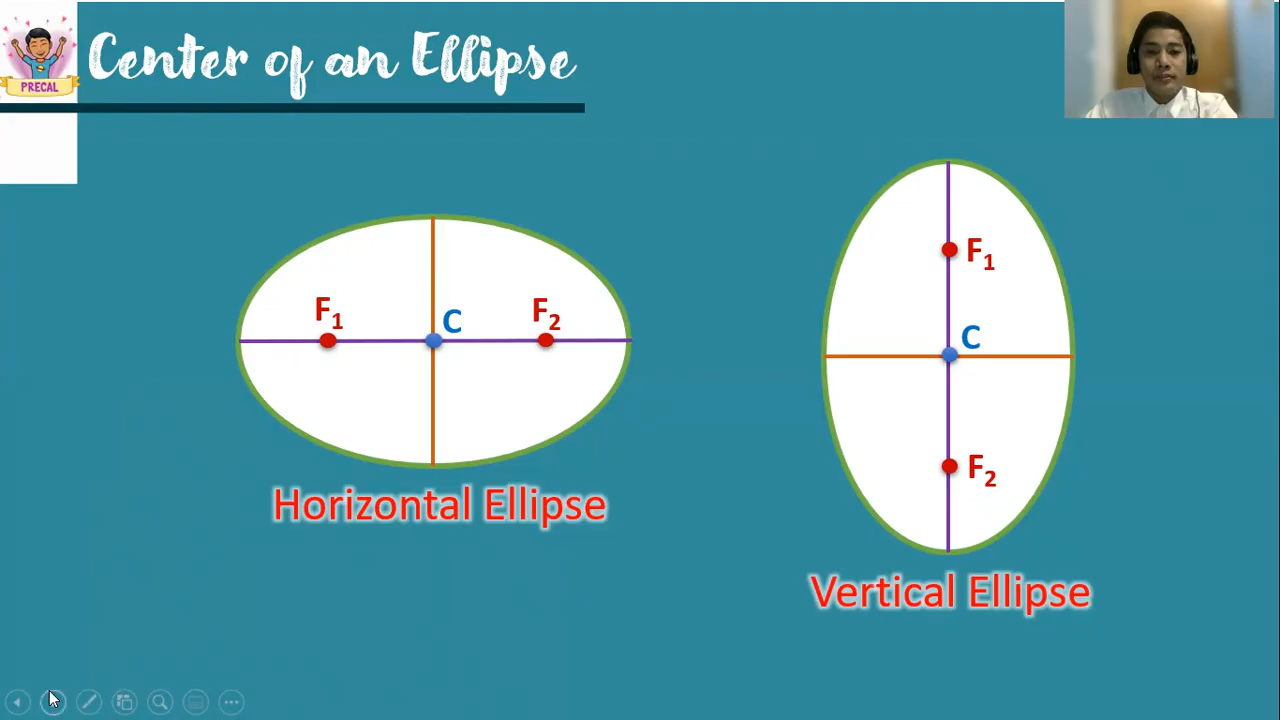 Center of an Ellipse
PRECAL
F₁
C
F₂
Horizontal Ellipse
F₁
C
F₂
Vertical Ellipse